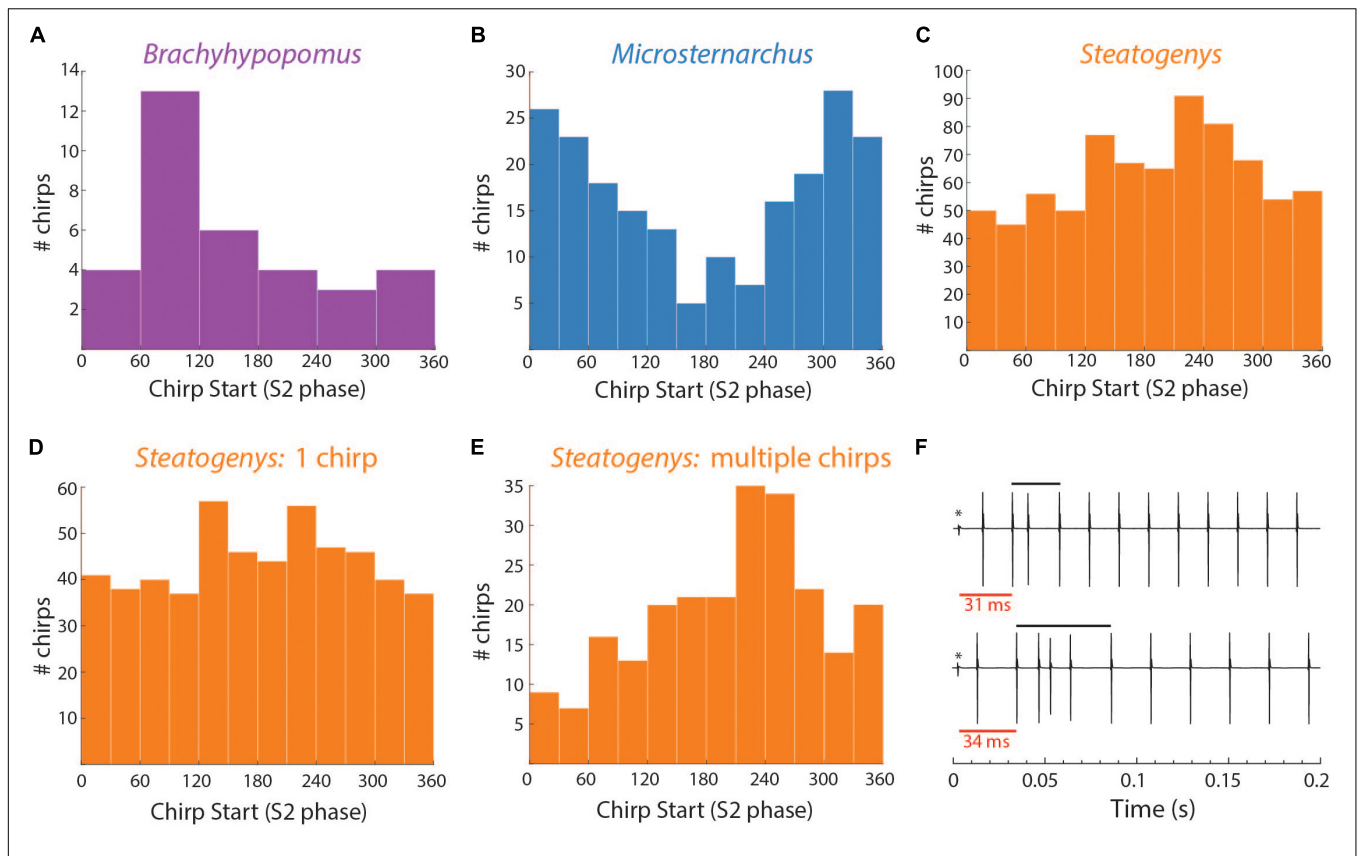 A
Brachyhypopomus
14
12
10
8
6
4
2
# chirps
0 60 120 180 240 300 360
Chirp Start (S2 phase)
B
Microsternarchus
30
25
20
15
10
5
# chirps
0 60 120 180 240 300 360
Chirp Start (S2 phase)
C
Steatogenys
100
90
80
70
60
50
40
30
20
10
# chirps
0 60 120 180 240 300 360
Chirp Start (S2 phase)
D
Steatogenys: 1 chirp
60
50
40
30
20
10
# chirps
0 60 120 180 240 300 360
Chirp Start (S2 phase)
E
Steatogenys: multiple chirps
35
30
25
20
15
10
5
# chirps
0 60 120 180 240 300 360
Chirp Start (S2 phase)
F
*
31 ms
*
34 ms
0 0.05 0.1 0.15 0.2
Time (s)